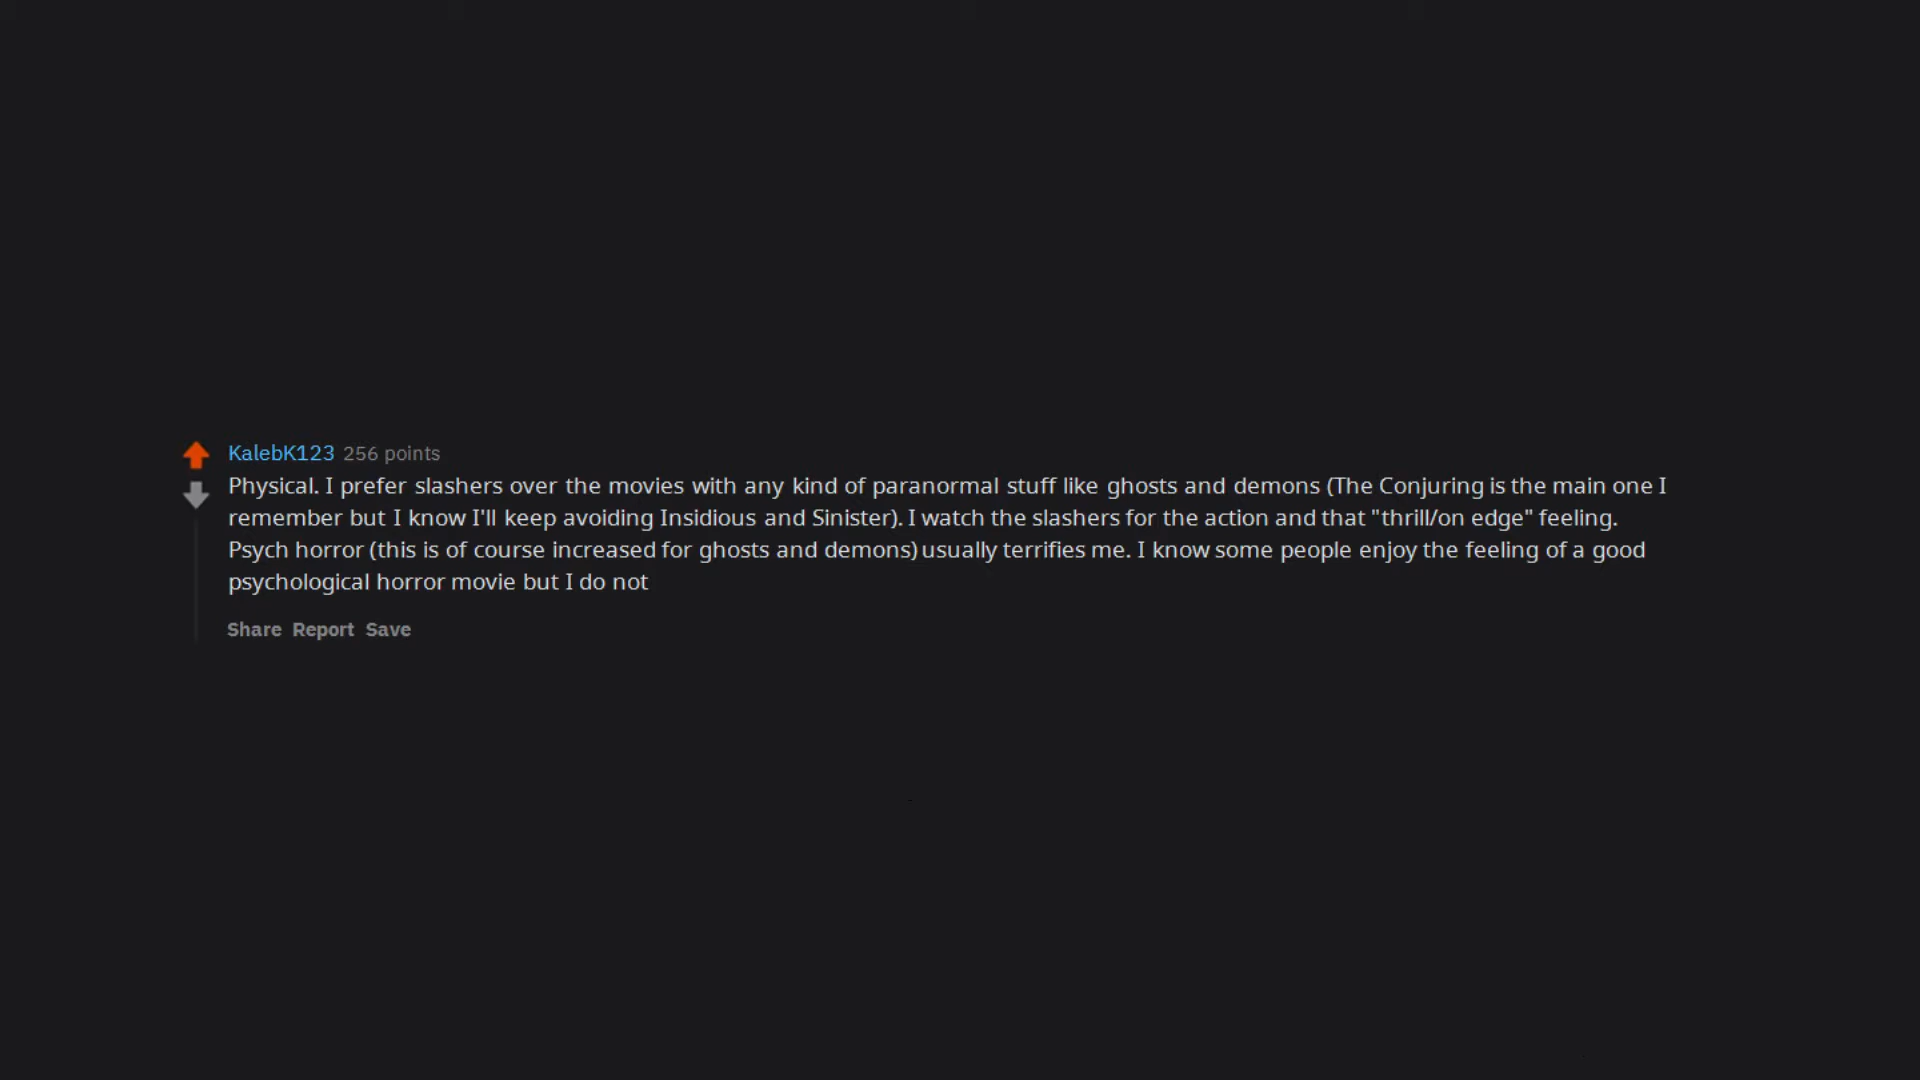 KalebK123 256 points
Physical. I prefer slashers over the movies with any kind of paranormal stuff like ghosts and demons (The Conjuring is the main one I
remember but I know I'll keep avoiding Insidious and Sinister). I watch the slashers for the action and that "thrill/on edge" feeling.
Psych horror (this is of course increased for ghosts and demons) usually terrifies me. I know some people enjoy the feeling of a good
psychological horror movie but I do not
Share Report Save